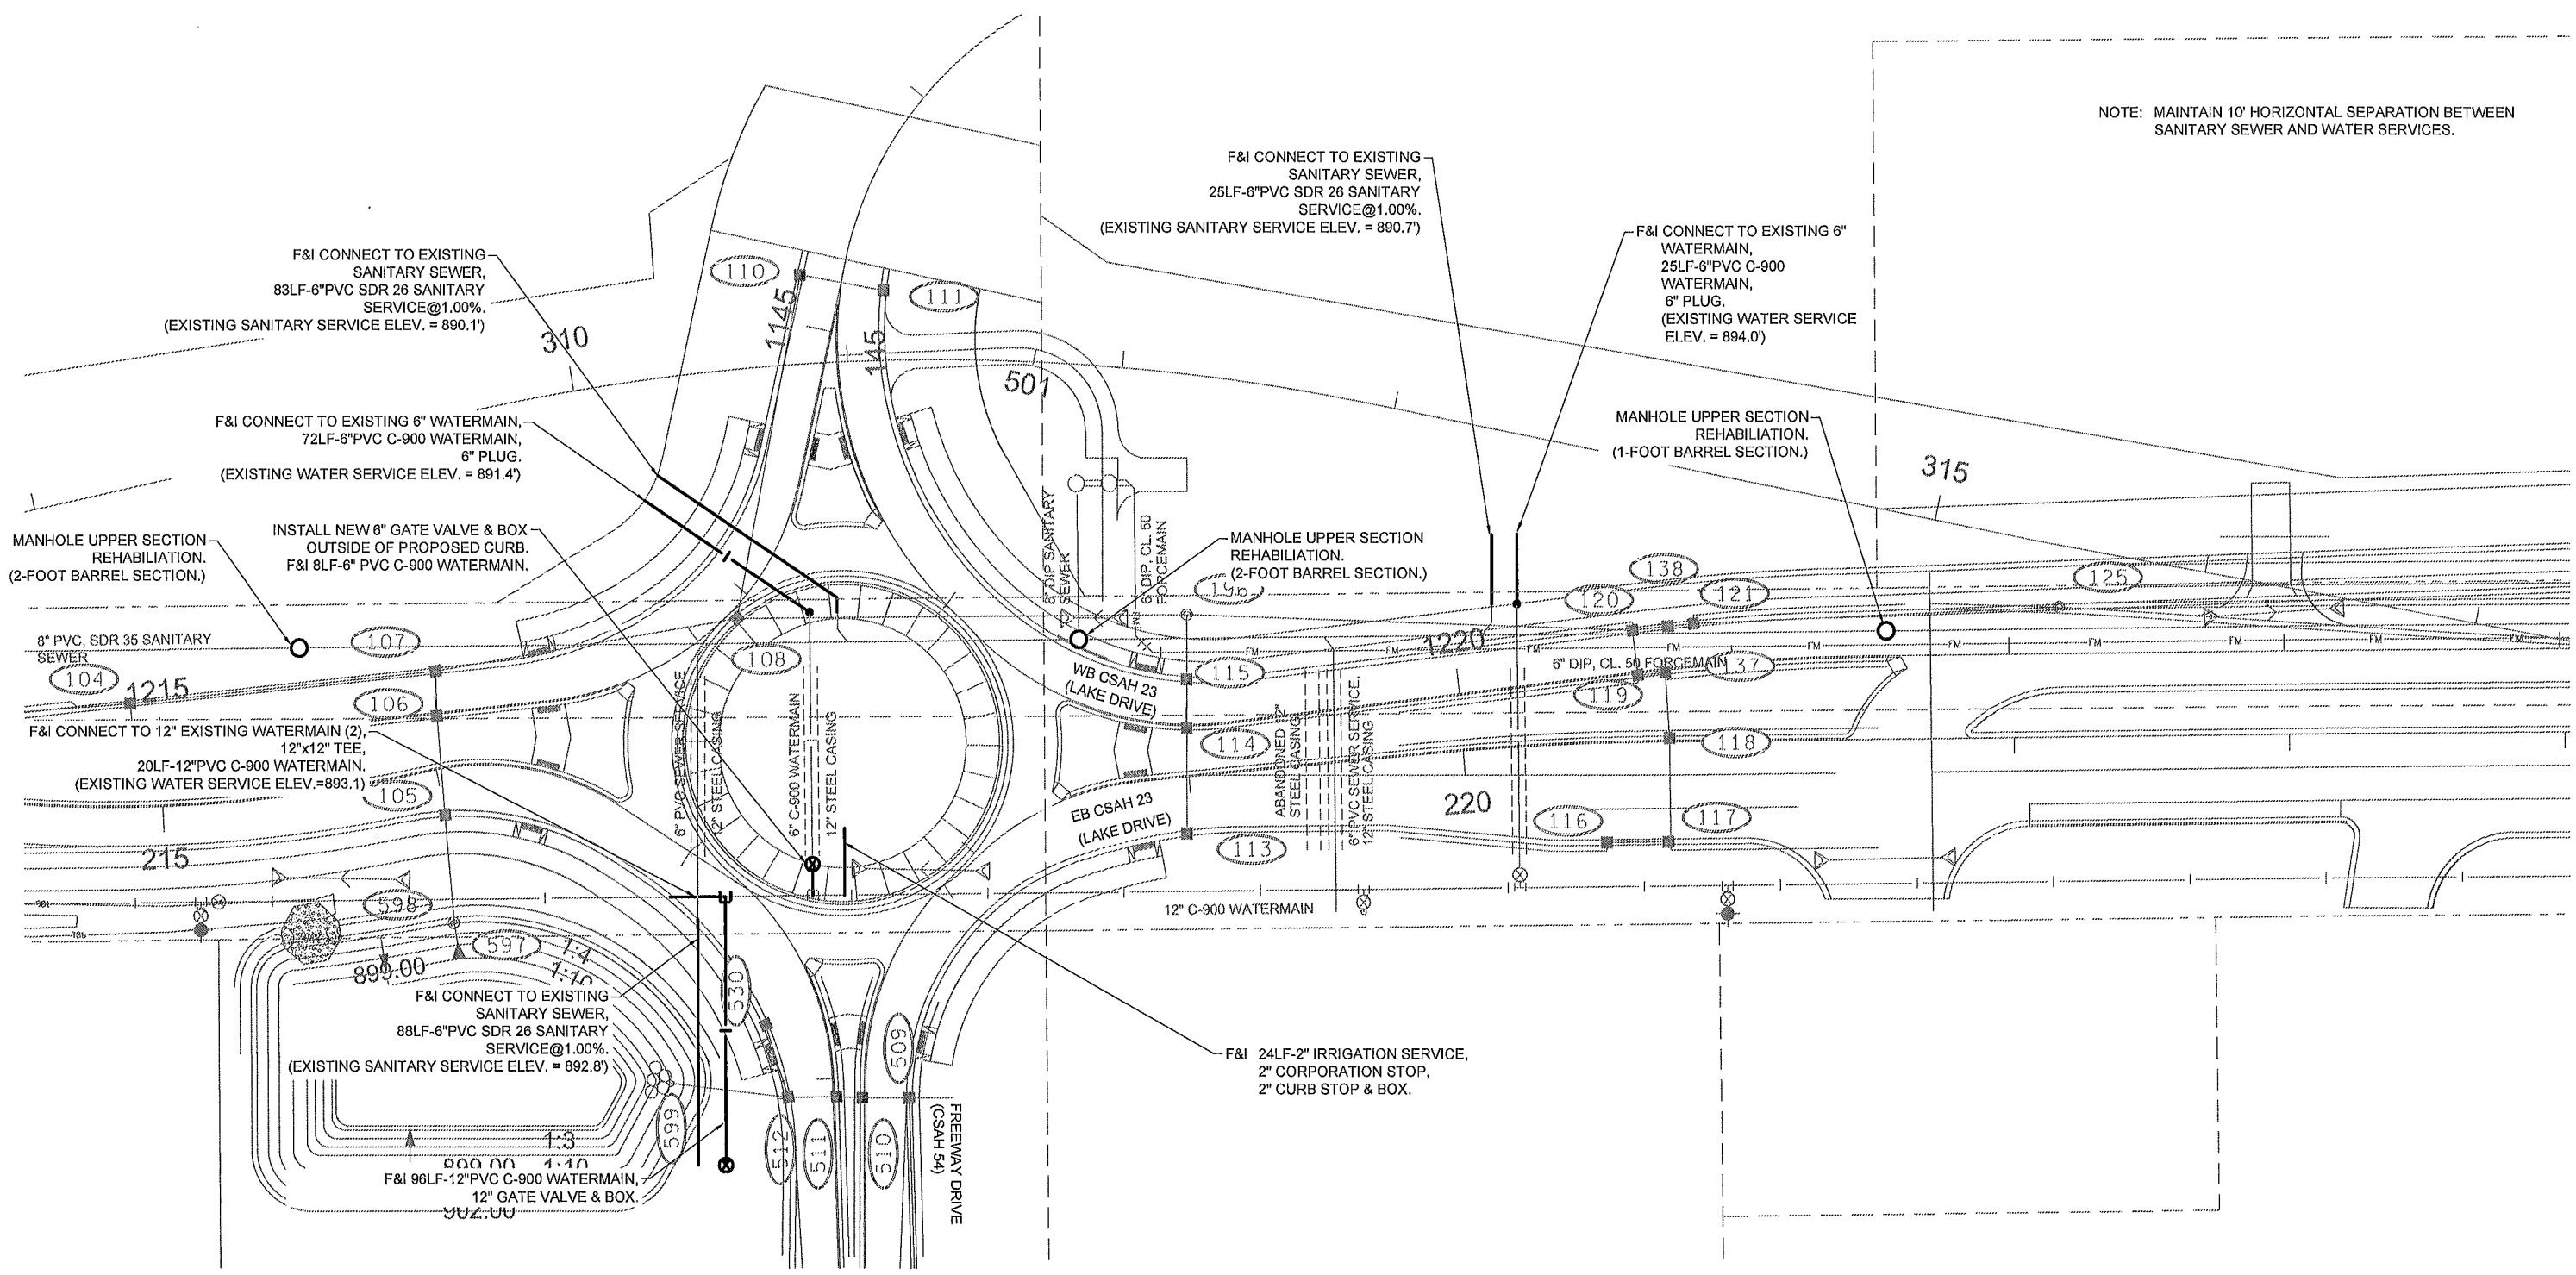 NOTE: MAINTAIN 10' HORIZONTAL SEPARATION BETWEEN
SANITARY SEWER AND WATER SERVICES.
F&I CONNECT TO EXISTING
SANITARY SEWER,
25LF-6"PVC SDR 26 SANITARY
SERVICE@1.00%.
(EXISTING SANITARY SERVICE ELEV. = 890.7')
F&I CONNECT TO EXISTING 6"
WATERMAIN,
25LF-6"PVC C-900
WATERMAIN,
6" PLUG.
(EXISTING WATER SERVICE
ELEV. = 894.0')
F&I CONNECT TO EXISTING
SANITARY SEWER,
83LF-6"PVC SDR 26 SANITARY
SERVICE@1.00%.
(EXISTING SANITARY SERVICE ELEV. = 890.1')
110
111
1145
145
310
501
F&I CONNECT TO EXISTING 6" WATERMAIN,
72LF-6"PVC C-900 WATERMAIN,
6" PLUG.
(EXISTING WATER SERVICE ELEV. = 891.4')
MANHOLE UPPER SECTION
REHABILIATION.
(1-FOOT BARREL SECTION.)
315
INSTALL NEW 6" GATE VALVE & BOX
OUTSIDE OF PROPOSED CURB.
F&I 8LF-6" PVC C-900 WATERMAIN.
MANHOLE UPPER SECTION
REHABILIATION.
(2-FOOT BARREL SECTION.)
8" DIP SANITARY
SEWER
6" DIP, CL. 50
FORCEMAIN
MANHOLE UPPER SECTION
REHABILIATION.
(2-FOOT BARREL SECTION.)
138
120
121
125
8" PVC, SDR 35 SANITARY
SEWER
107
108
104
1215
106
115
1220
FM
FM
FM
FM
FM
FM
FM
FM
FM
6" DIP, CL. 50 FORCEMAIN
137
119
WB CSAH 23
(LAKE DRIVE)
114
118
F&I CONNECT TO 12" EXISTING WATERMAIN (2),
12"x12" TEE,
20LF-12"PVC C-900 WATERMAIN.
(EXISTING WATER SERVICE ELEV.=893.1)
105
6" PVC SEWER SERVICE
12" STEEL CASING
6" C-900 WATERMAIN
12" STEEL CASING
ABANDONED 12"
STEEL CASING
6" PVC SEWER SERVICE,
12" STEEL CASING
EB CSAH 23
(LAKE DRIVE)
113
220
116
117
215
598
12" C-900 WATERMAIN
597
1:4
1:10
899.00
530
F&I CONNECT TO EXISTING
SANITARY SEWER,
88LF-6"PVC SDR 26 SANITARY
SERVICE@1.00%.
(EXISTING SANITARY SERVICE ELEV. = 892.8')
509
F&I 24LF-2" IRRIGATION SERVICE,
2" CORPORATION STOP,
2" CURB STOP & BOX.
599
512
511
510
FREEWAY DRIVE
(CSAH 54)
1:3
899.00 1:10
F&I 96LF-12"PVC C-900 WATERMAIN,
12" GATE VALVE & BOX.
902.00